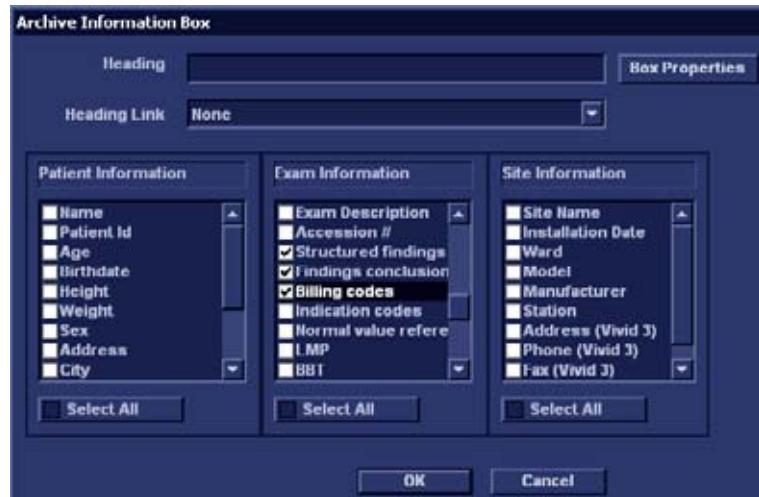 Archive Information Box
Heading
Box Properties
Heading Link
None
Patient Information
Name
Patient Id
Age
Birthdate
Height
Weight
Sex
Address
City
Select All
Exam Information
Exam Description
Accession #
Structured findings
Findings conclusion
Billing codes
Indication codes
Normal value refere
LMP
BBT
Select All
Site Information
Site Name
Installation Date
Ward
Model
Manufacturer
Station
Address (Vivid 3)
Phone (Vivid 3)
Fax (Vivid 3)
Select All
OK
Cancel